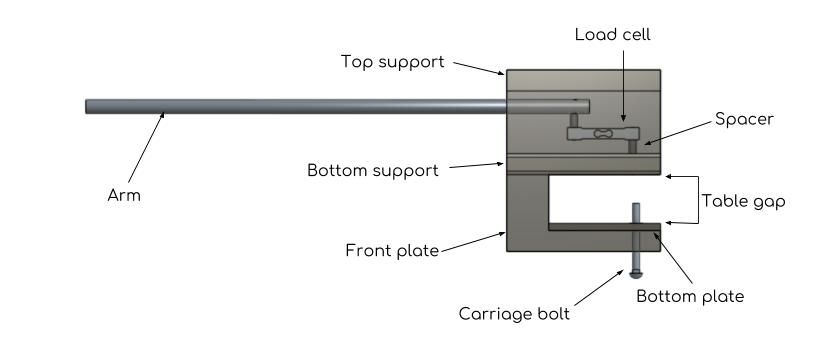 Load cell
Top support
Spacer
Bottom support
Arm
Table gap
Front plate
Bottom plate
Carriage bolt